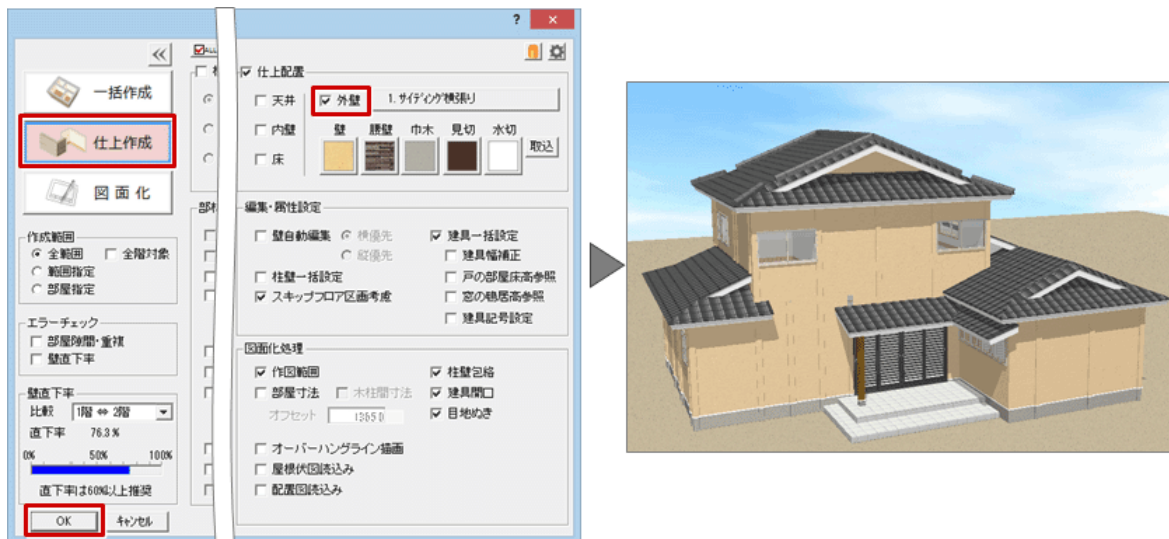 ?
×
ALL
一括作成
仕上作成
図面化
作成範囲
全範囲 全階対象
範囲指定
部屋指定
エラーチェック
部屋隙間・重複
壁直下率
壁直下率
比較 1階 ⇔ 2階
直下率 76.3 %
0% 50% 100%
直下率は60%以上推奨
OK キャンセル
仕上配置
天井 外壁 1. サイディング横張り
内壁
床
壁 腰壁 巾木 見切 水切
取込
編集・属性設定
壁自動編集 横優先
縦優先
柱壁一括設定
スキップフロア区画考慮
建具一括設定
建具幅補正
戸の部屋床高参照
窓の鴨居高参照
建具記号設定
図面化処理
作図範囲
部屋寸法 木柱間寸法
オフセット
オーバーハングライン描画
屋根伏図読込み
配置図読込み
柱壁包絡
建具開口
目地ぬき